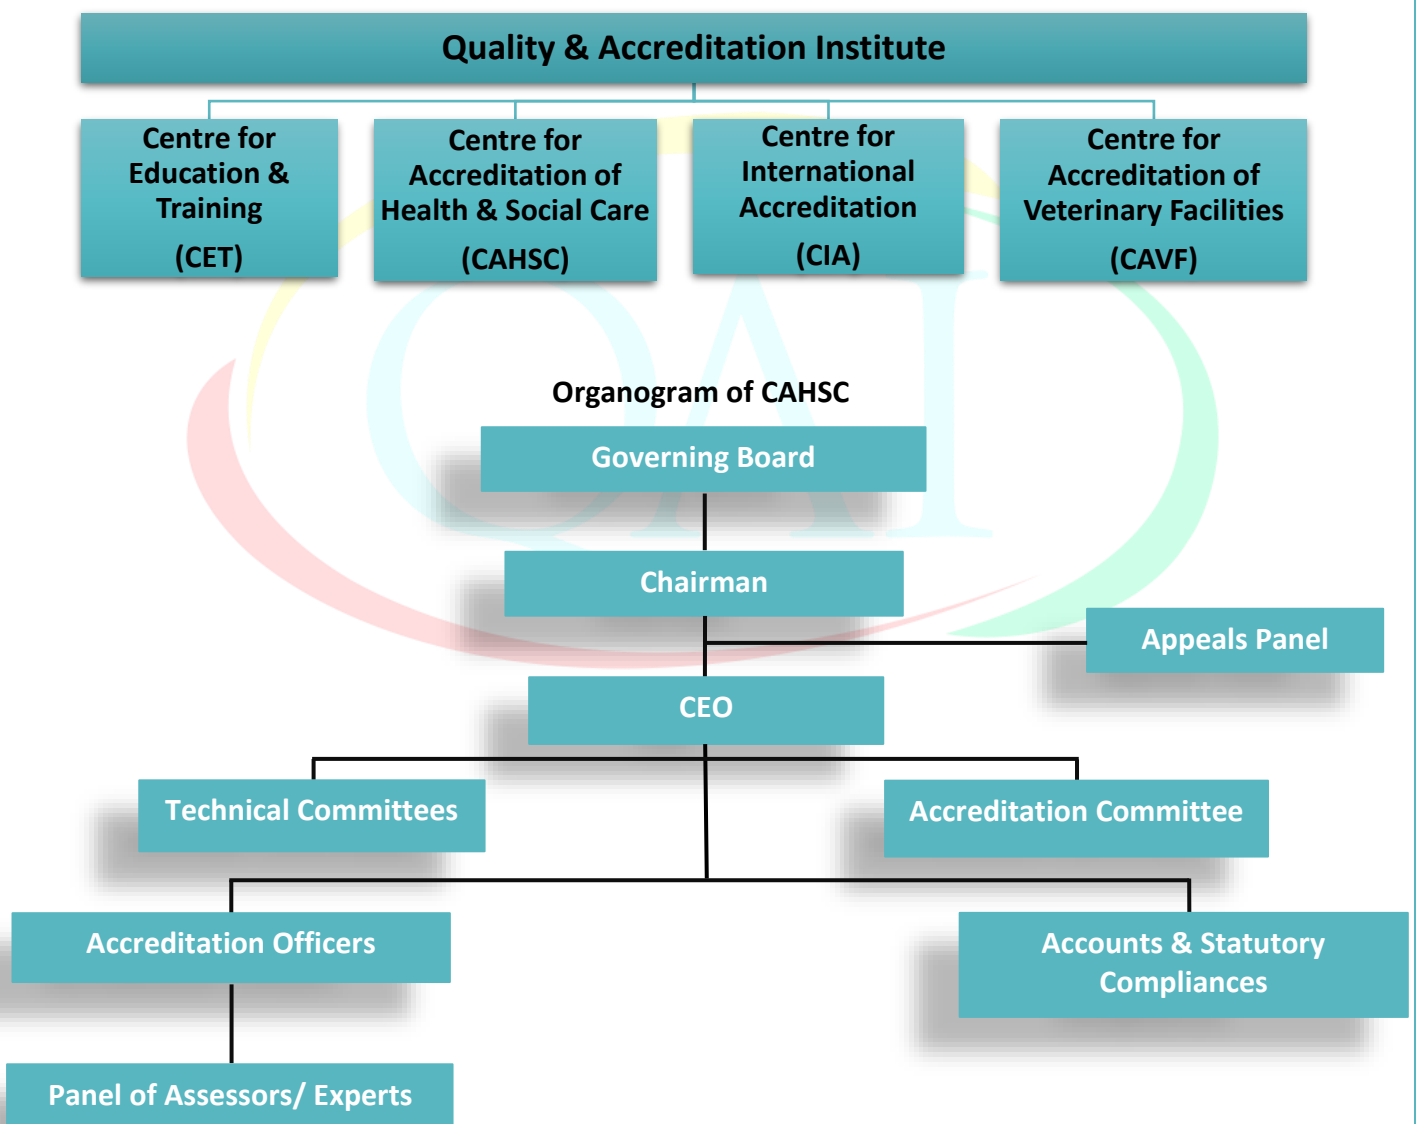 Quality & Accreditation Institute
Centre for
Education &
Training
(CET)
Centre for
Accreditation of
Health & Social Care
(CAHSC)
Centre for
International
Accreditation
(CIA)
Centre for
Accreditation of
Veterinary Facilities
(CAVF)
QAI
Organogram of CAHSC
Governing Board
Chairman
Appeals Panel
CEO
Technical Committees
Accreditation Committee
Accreditation Officers
Accounts & Statutory
Compliances
Panel of Assessors/ Experts